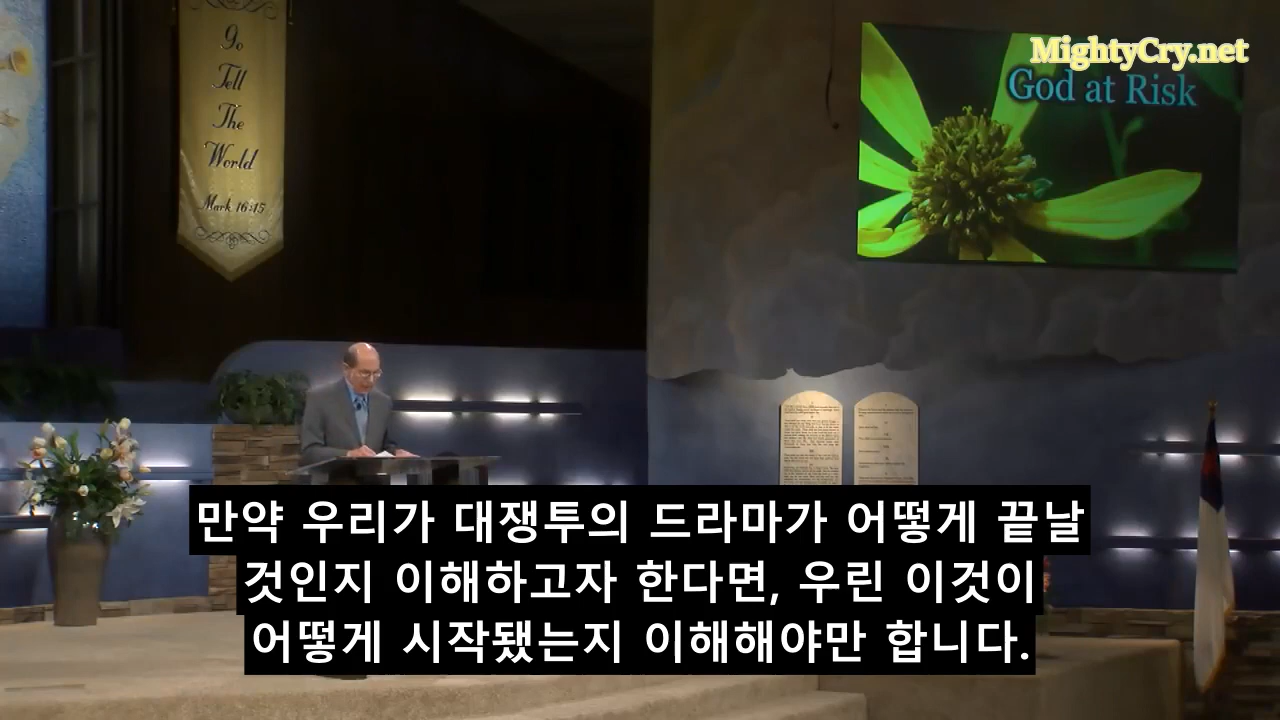 Go
Tell
The
World
Mark 16:15
MightyCry.net
God at Risk
만약 우리가 대쟁투의 드라마가 어떻게 끝날
것인지 이해하고자 한다면, 우린 이것이
어떻게 시작됐는지 이해해야만 합니다.